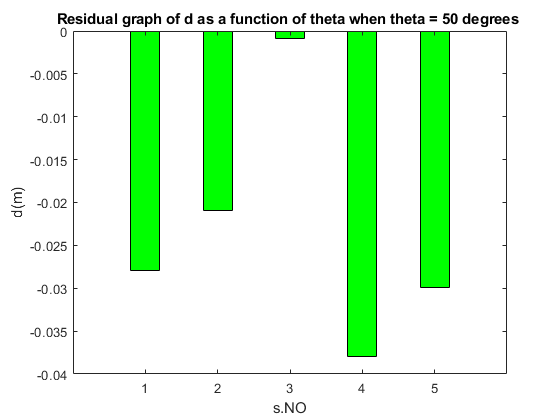 Residual graph of d as a function of theta when theta = 50 degrees
0
-0.005
-0.01
-0.015
-0.02
-0.025
-0.03
-0.035
-0.04
d(m)
1 2 3 4 5
s.NO